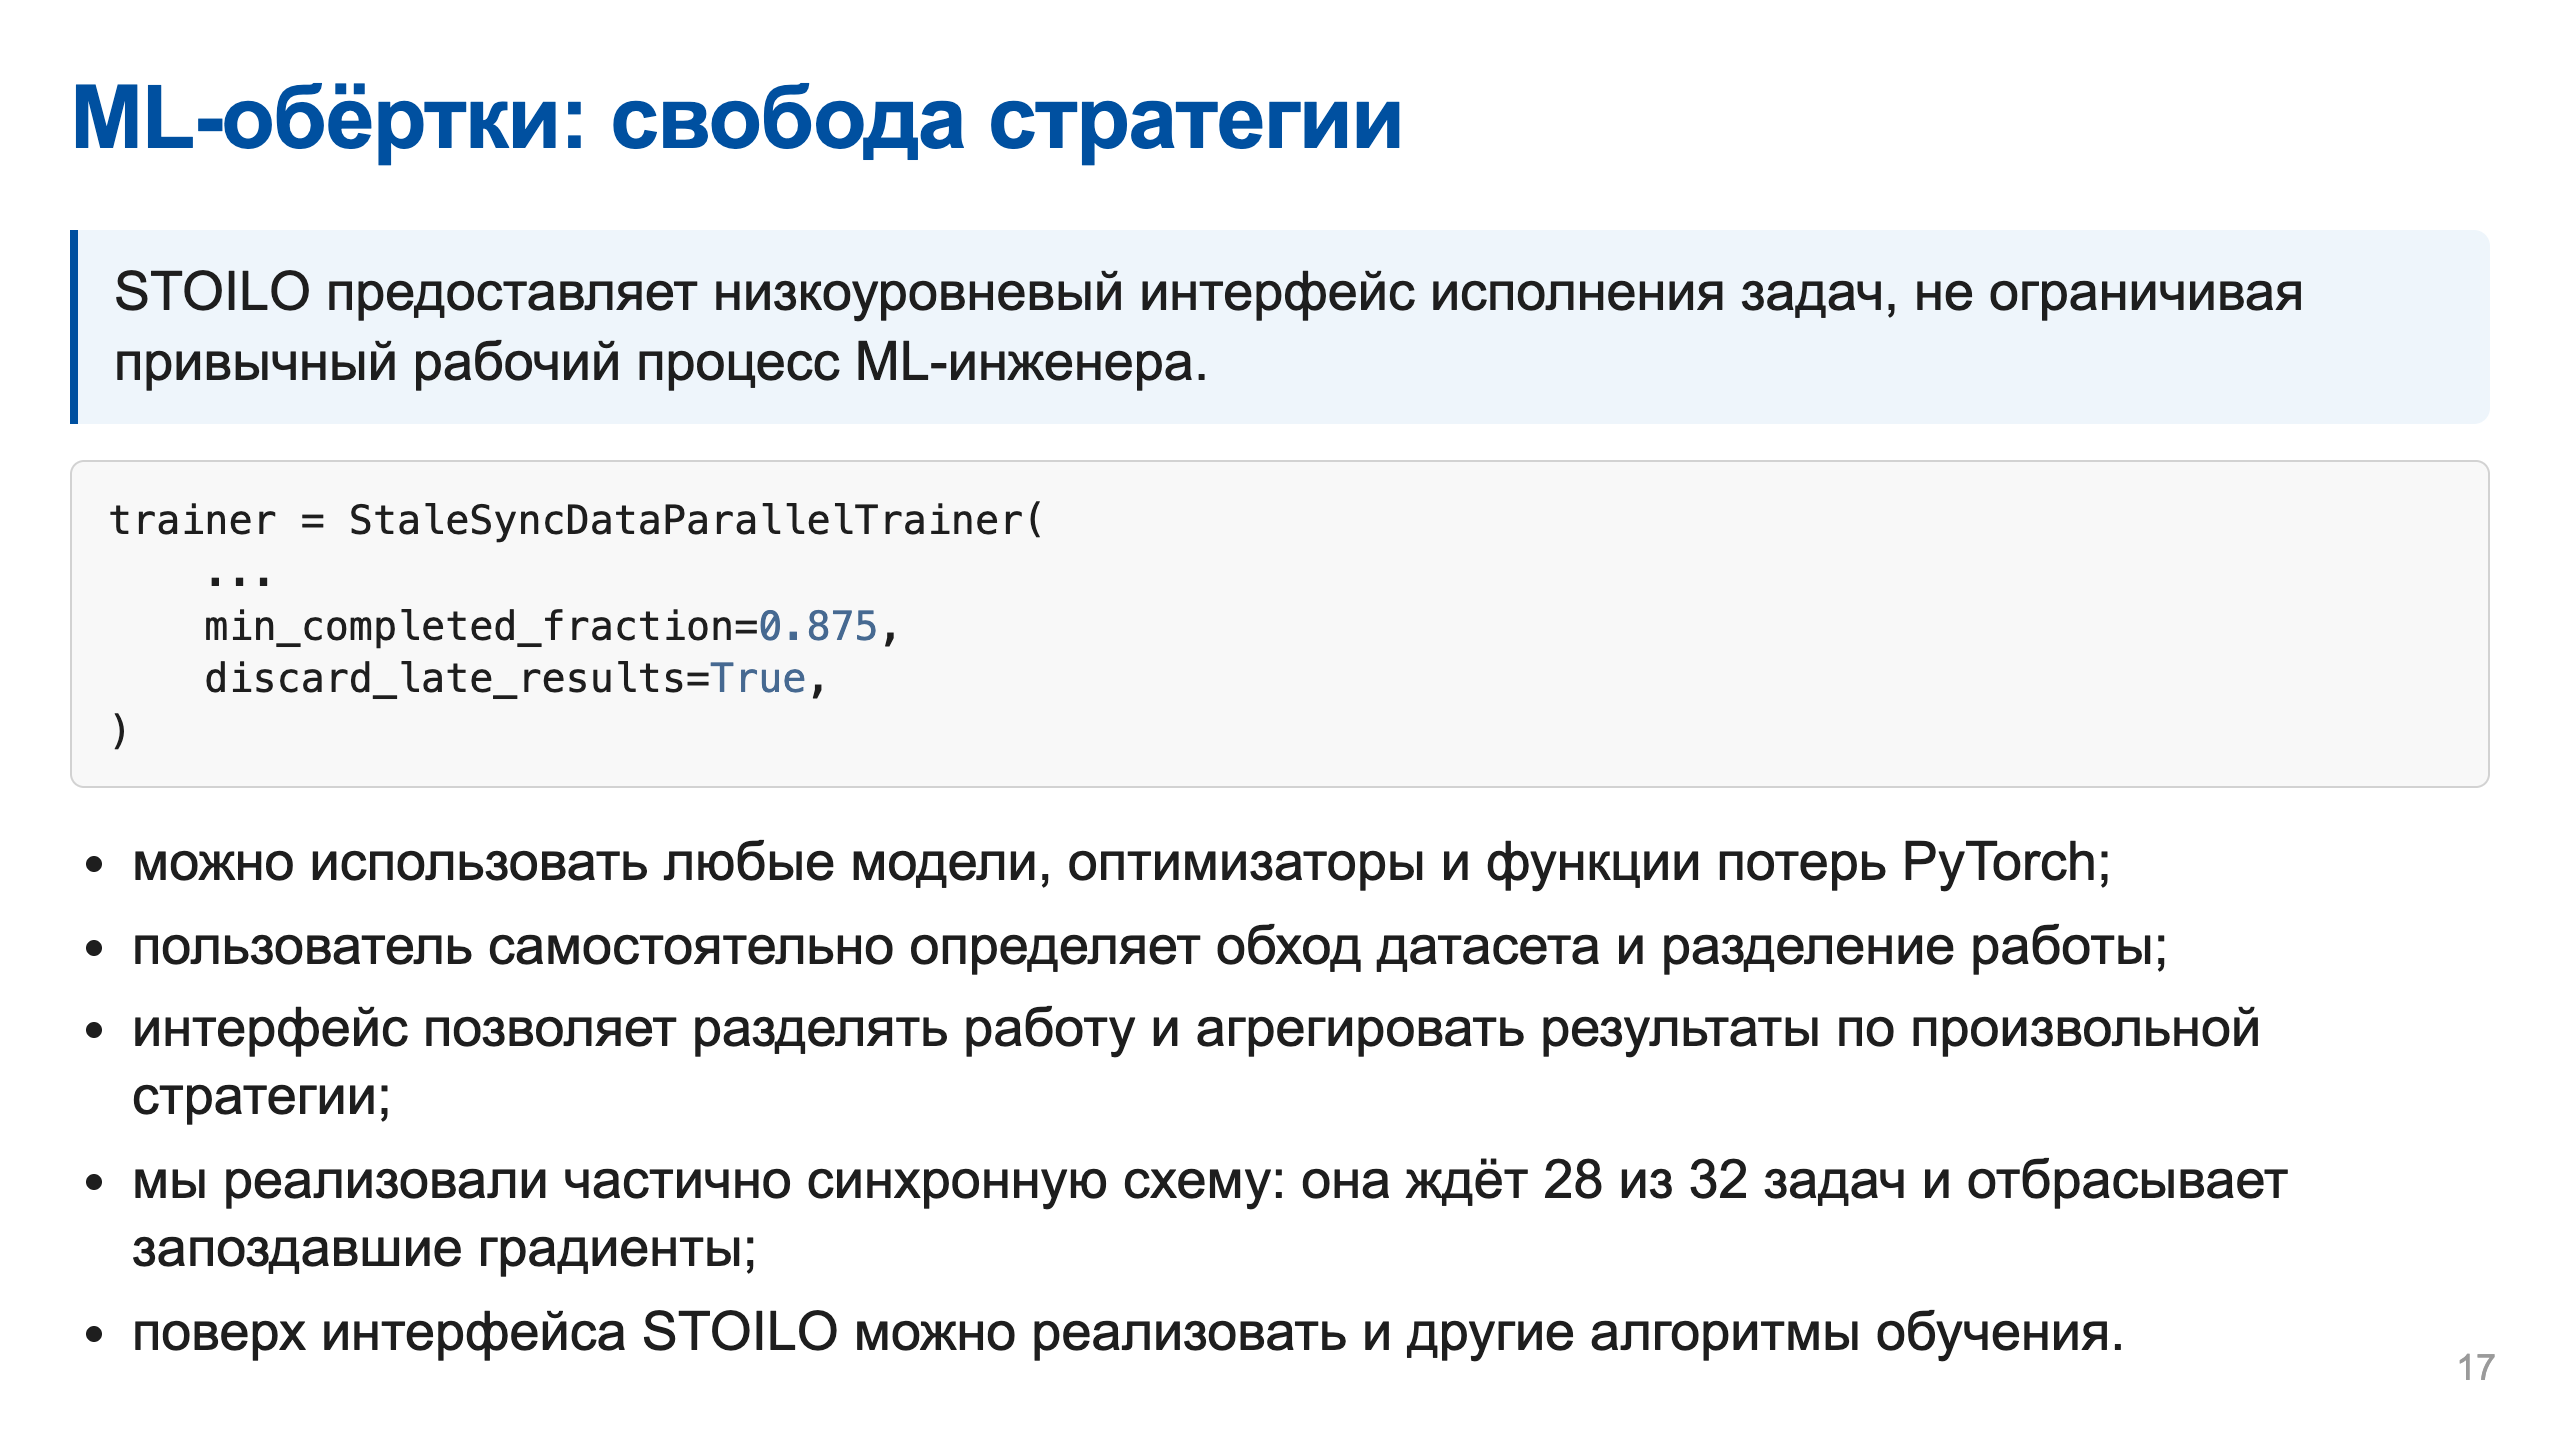 ML-обёртки: свобода стратегии
STOILO предоставляет низкоуровневый интерфейс исполнения задач, не ограничивая
привычный рабочий процесс ML-инженера.
trainer = StaleSyncDataParallelTrainer(
    ...
    min_completed_fraction=0.875,
    discard_late_results=True,
)
• можно использовать любые модели, оптимизаторы и функции потерь PyTorch;
• пользователь самостоятельно определяет обход датасета и разделение работы;
• интерфейс позволяет разделять работу и агрегировать результаты по произвольной
стратегии;
• мы реализовали частично синхронную схему: она ждёт 28 из 32 задач и отбрасывает
запоздавшие градиенты;
• поверх интерфейса STOILO можно реализовать и другие алгоритмы обучения.
17